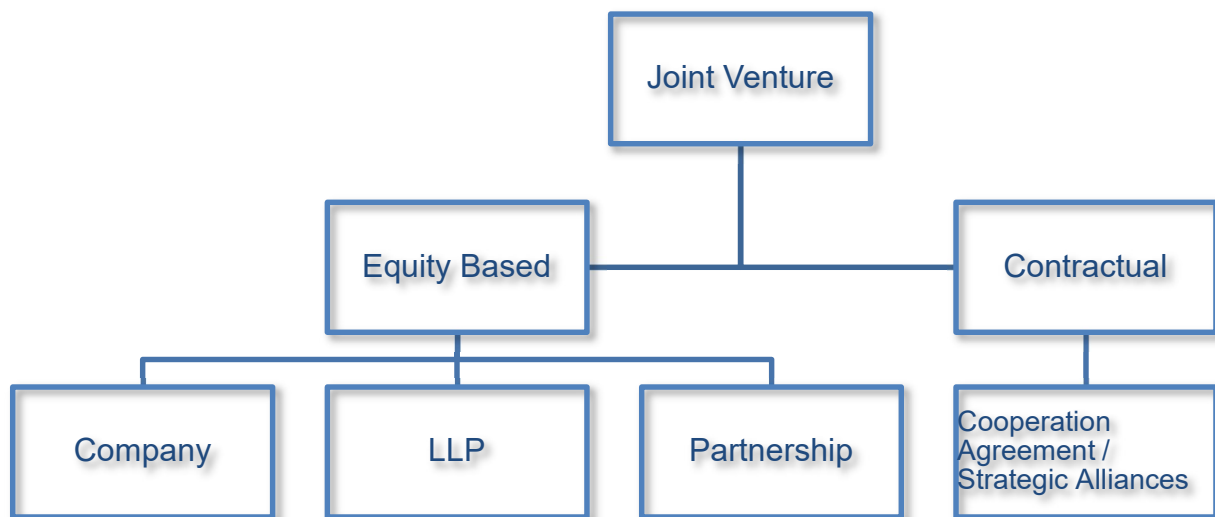 Joint Venture
Equity Based
Contractual
Company
LLP
Partnership
Cooperation
Agreement /
Strategic Alliances